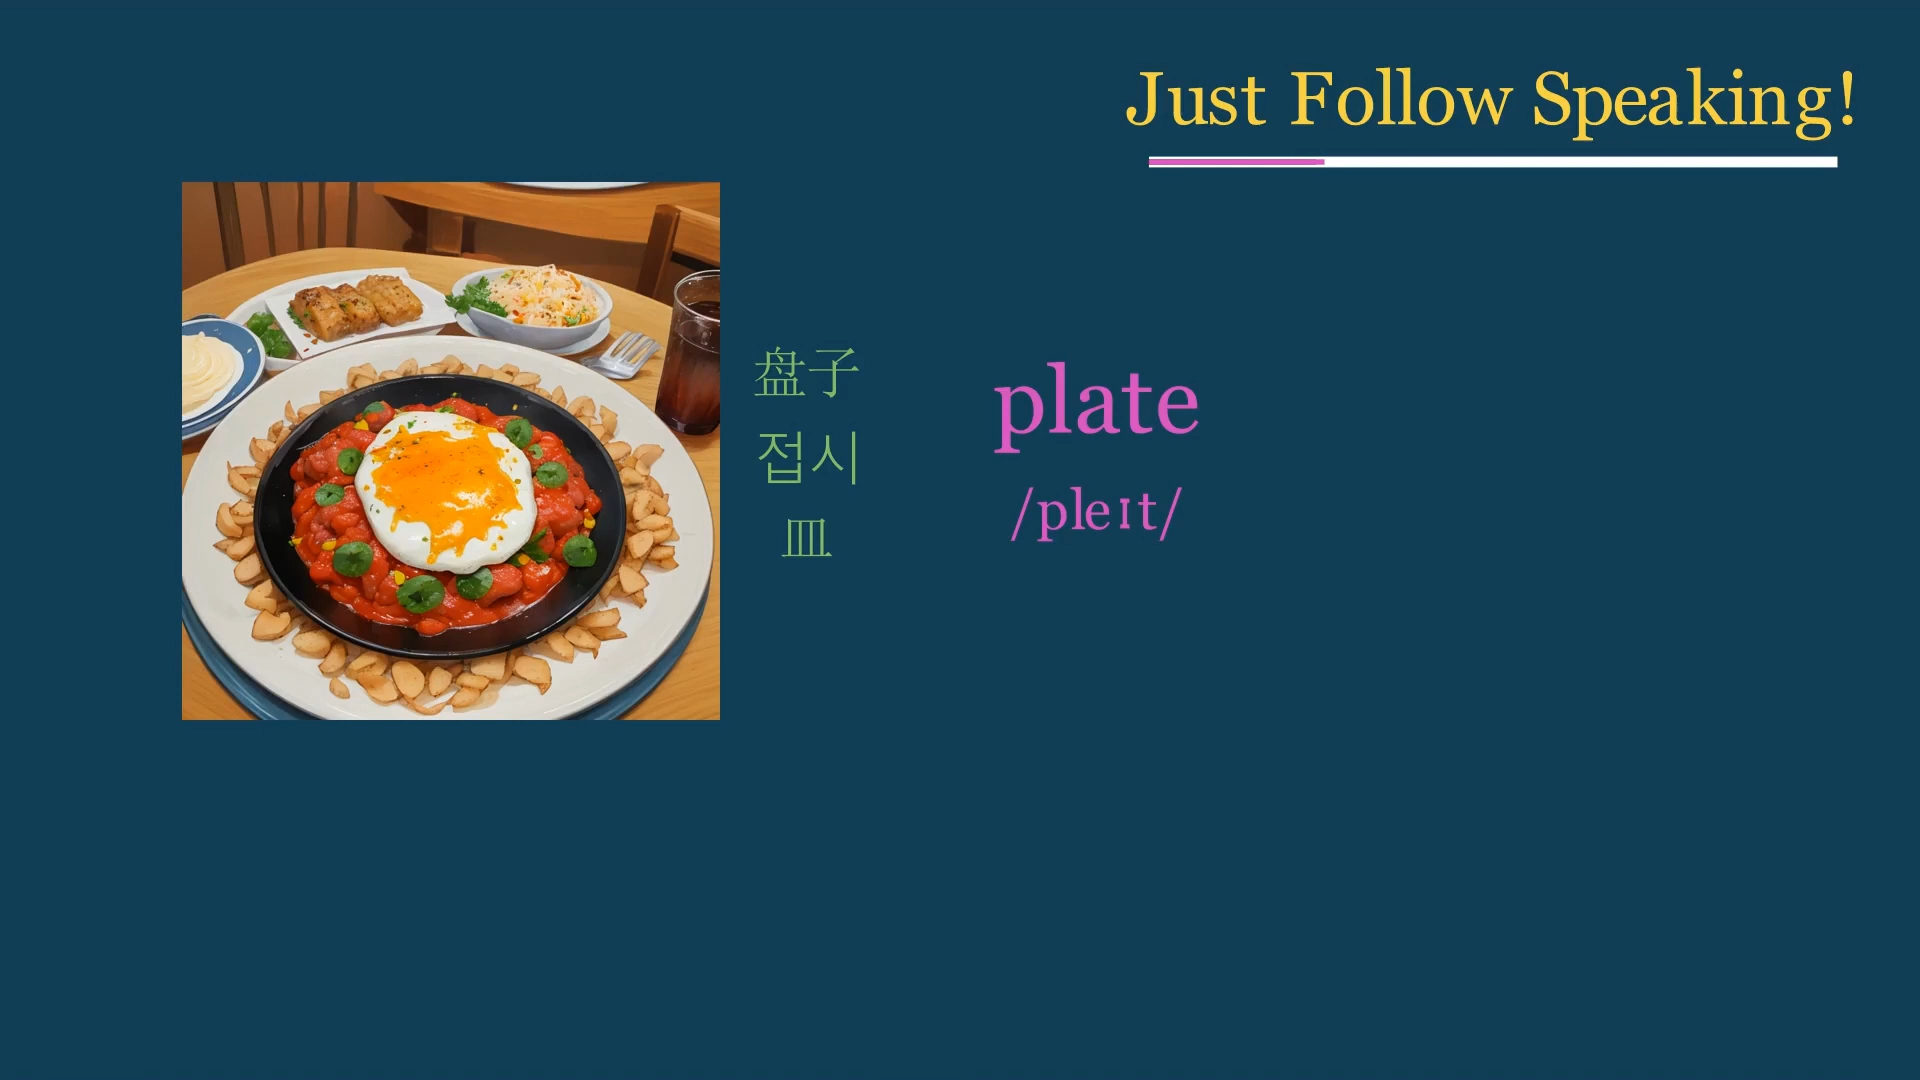 Just Follow Speaking!
盘子
접시
皿
plate
/pleɪt/